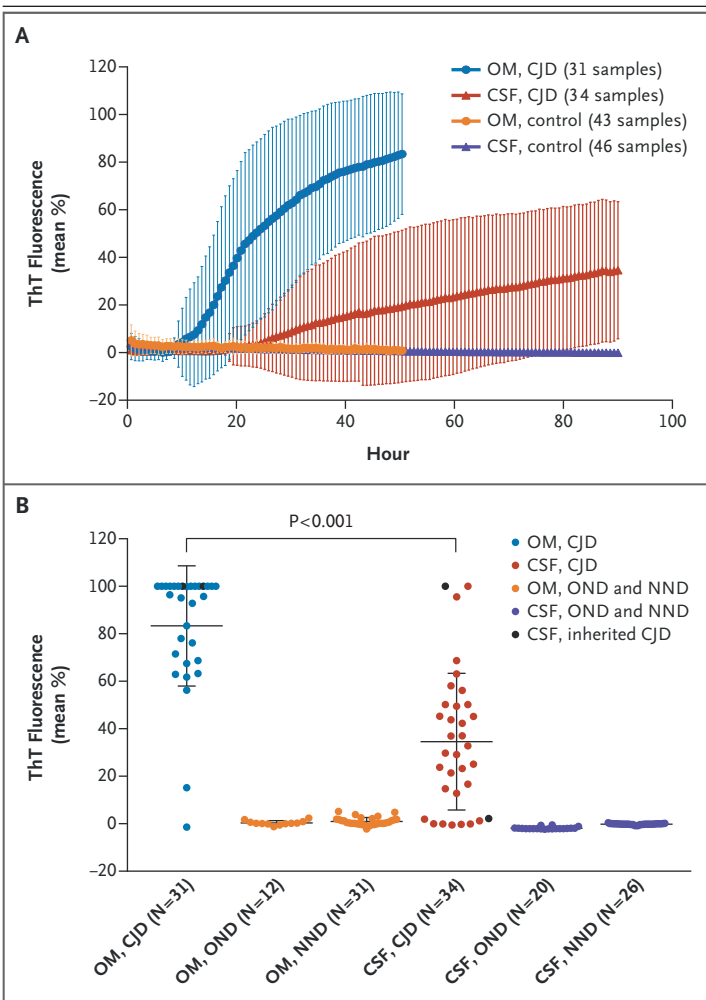 A
120
100
80
60
40
20
0
−20
ThT Fluorescence
(mean %)
OM, CJD (31 samples)
CSF, CJD (34 samples)
OM, control (43 samples)
CSF, control (46 samples)
0
20
40
60
80
100
Hour
B
P<0.001
120
100
80
60
40
20
0
−20
ThT Fluorescence
(mean %)
OM, CJD
CSF, CJD
OM, OND and NND
CSF, OND and NND
CSF, inherited CJD
OM, CJD (N=31)
OM, OND (N=12)
OM, NND (N=31)
CSF, CJD (N=34)
CSF, OND (N=20)
CSF, NND (N=26)